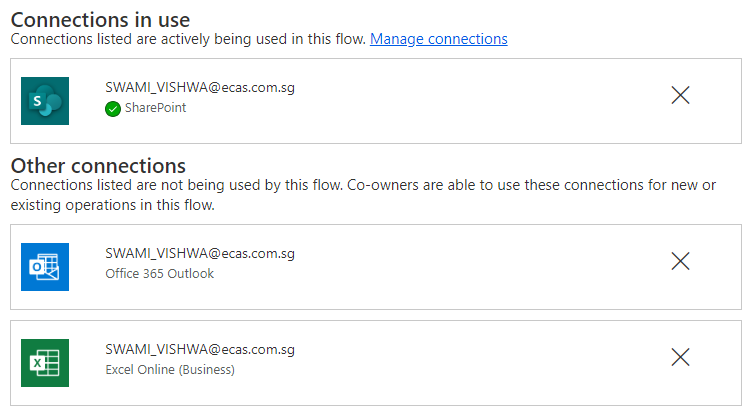 Connections in use
Connections listed are actively being used in this flow. Manage connections
SWAMI_VISHWA@ecas.com.sg
SharePoint
Other connections
Connections listed are not being used by this flow. Co-owners are able to use these connections for new or
existing operations in this flow.
SWAMI_VISHWA@ecas.com.sg
Office 365 Outlook
SWAMI_VISHWA@ecas.com.sg
Excel Online (Business)